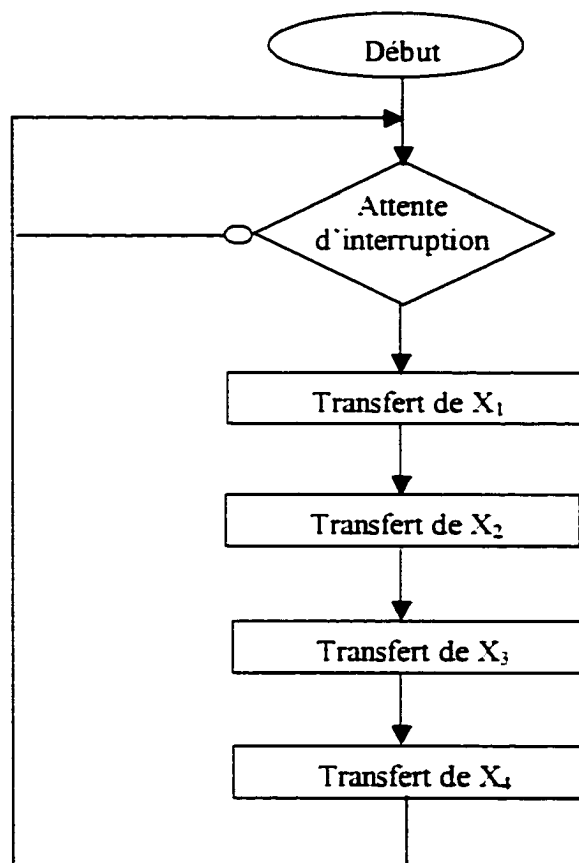 Début
Attente
d'interruption
Transfert de X₁
Transfert de X₂
Transfert de X₃
Transfert de X₄